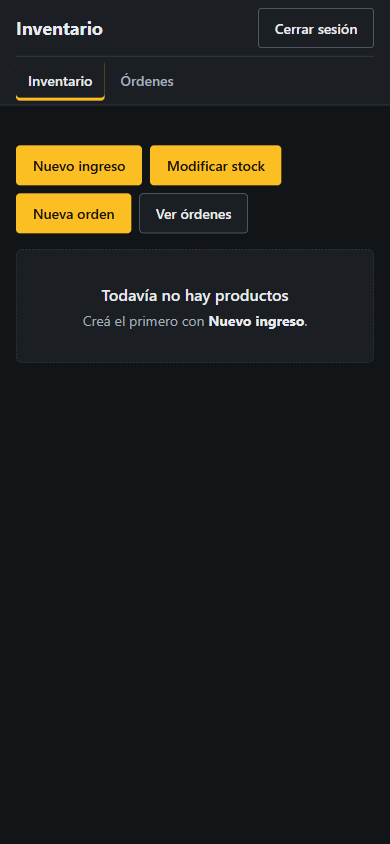 Inventario
Cerrar sesión
Inventario
Órdenes
Nuevo ingreso
Modificar stock
Nueva orden
Ver órdenes
Todavía no hay productos
Creá el primero con Nuevo ingreso.